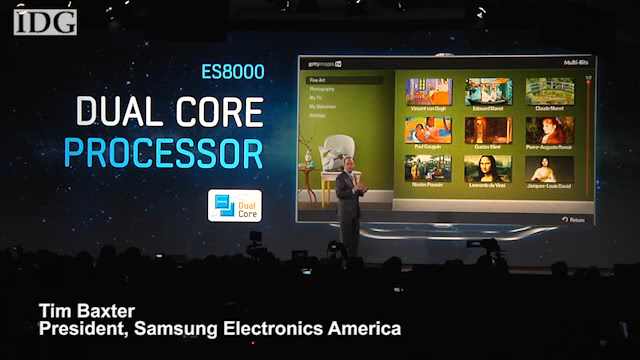 IDG
ES8000
DUAL CORE
PROCESSOR
Dual
Core
gettyimages tv
Multi-Bits
Fine Art
Photography
My TV
My Slideshow
Settings
Vincent van Gogh
Edouard Manet
Claude Monet
Paul Gauguin
Gustav Klimt
Pierre-Auguste Renoir
Nicolas Poussin
Leonardo da Vinci
Jacques-Louis David
Return
Tim Baxter
President, Samsung Electronics America